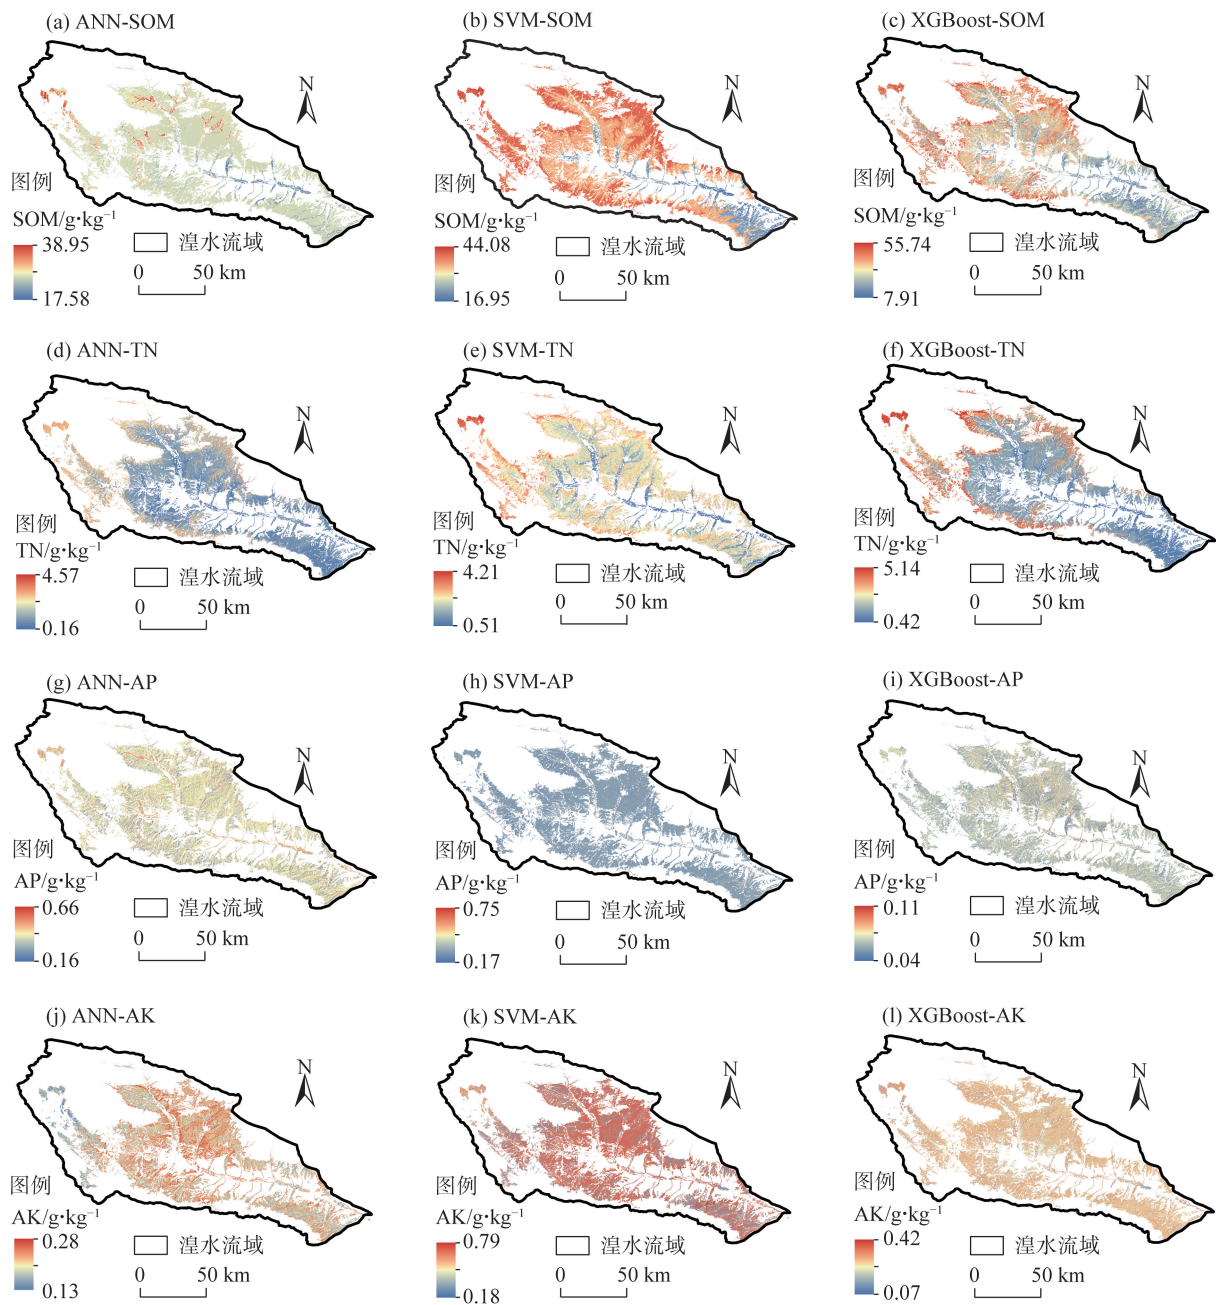 (a) ANN-SOM
N
图例
SOM/g·kg⁻¹
38.95
17.58
湟水流域
0 50 km
(b) SVM-SOM
N
图例
SOM/g·kg⁻¹
44.08
16.95
湟水流域
0 50 km
(c) XGBoost-SOM
N
图例
SOM/g·kg⁻¹
55.74
7.91
湟水流域
0 50 km
(d) ANN-TN
N
图例
TN/g·kg⁻¹
4.57
0.16
湟水流域
0 50 km
(e) SVM-TN
N
图例
TN/g·kg⁻¹
4.21
0.51
湟水流域
0 50 km
(f) XGBoost-TN
N
图例
TN/g·kg⁻¹
5.14
0.42
湟水流域
0 50 km
(g) ANN-AP
N
图例
AP/g·kg⁻¹
0.66
0.16
湟水流域
0 50 km
(h) SVM-AP
N
图例
AP/g·kg⁻¹
0.75
0.17
湟水流域
0 50 km
(i) XGBoost-AP
N
图例
AP/g·kg⁻¹
0.11
0.04
湟水流域
0 50 km
(j) ANN-AK
N
图例
AK/g·kg⁻¹
0.28
0.13
湟水流域
0 50 km
(k) SVM-AK
N
图例
AK/g·kg⁻¹
0.79
0.18
湟水流域
0 50 km
(l) XGBoost-AK
N
图例
AK/g·kg⁻¹
0.42
0.07
湟水流域
0 50 km